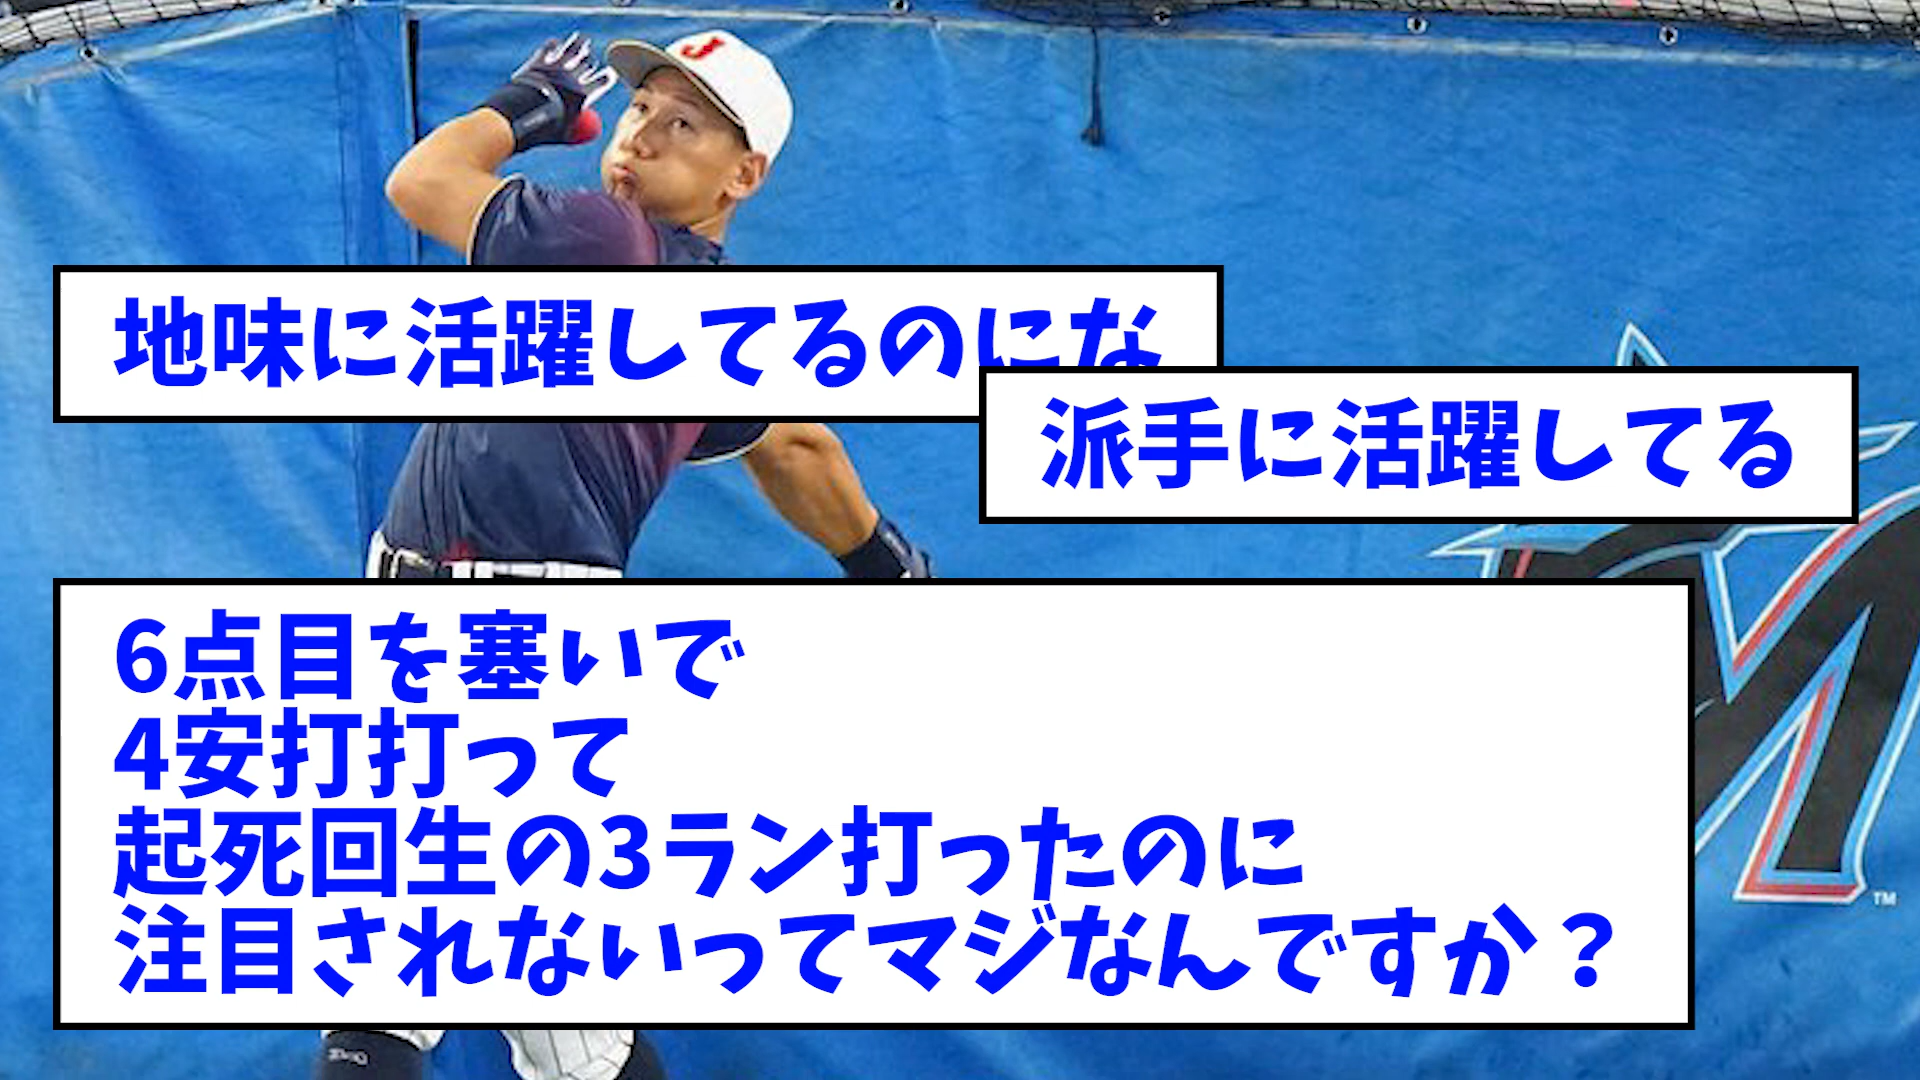 J
地味に活躍してるのにな
派手に活躍してる
6点目を塞いで
4安打打って
起死回生の3ラン打ったのに
注目されないってマジなんですか？
M
TM